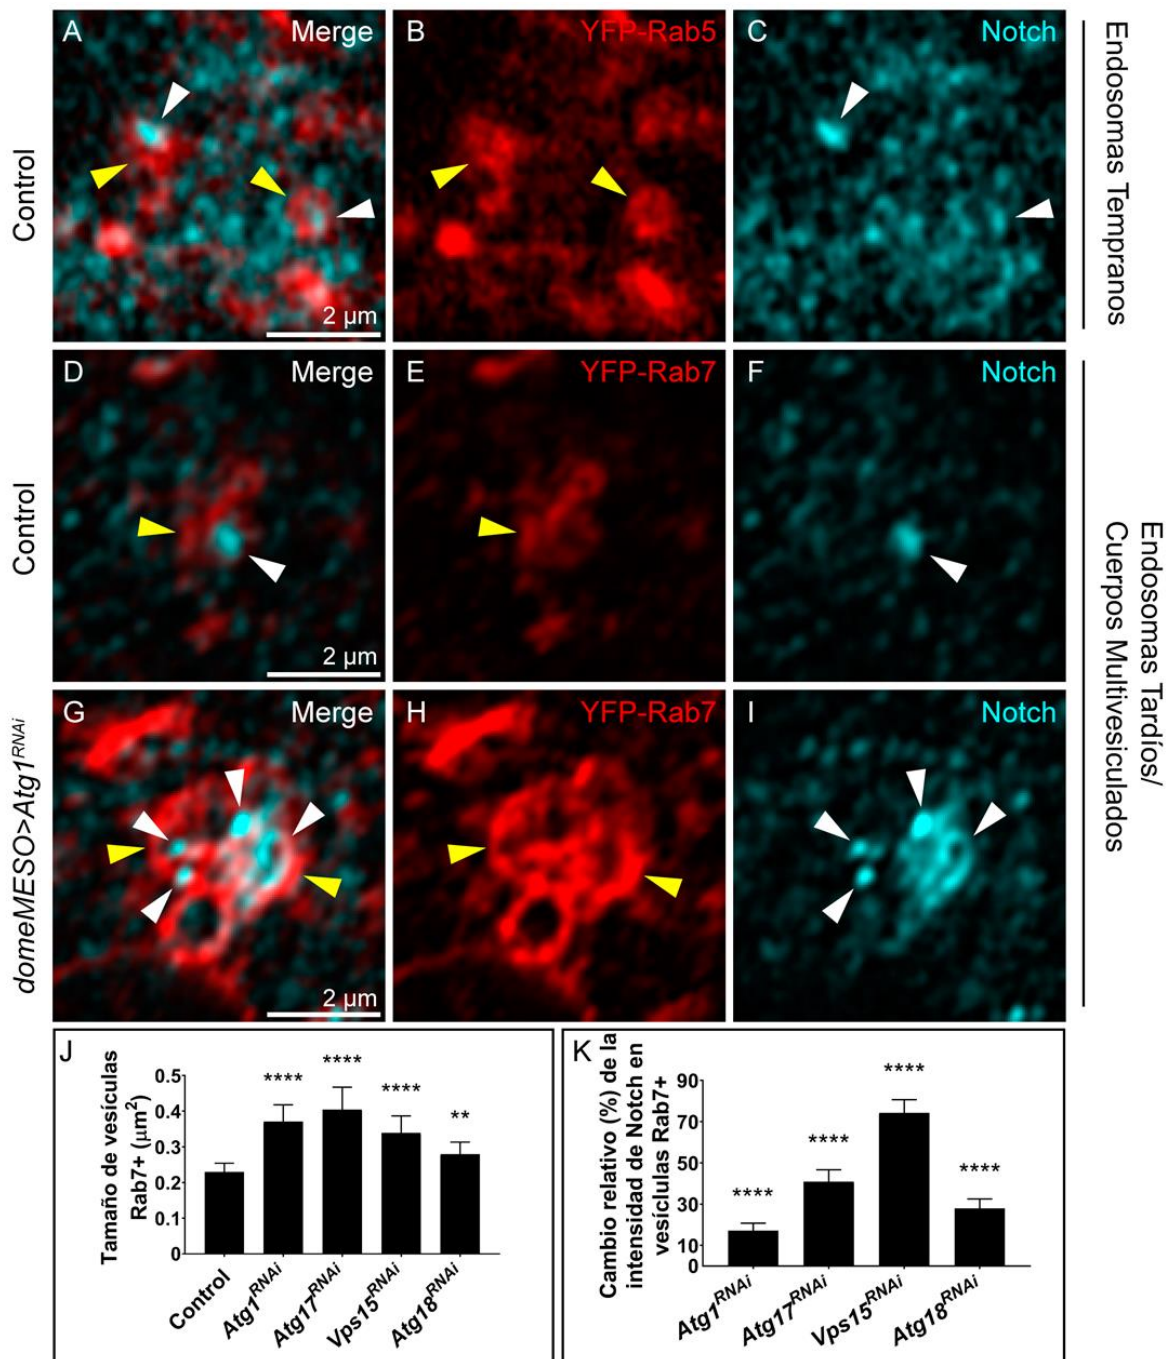 A Merge
B YFP-Rab5
C Notch
Control
2 µm
Endosomas Tempranos
D Merge
E YFP-Rab7
F Notch
Control
2 µm
G Merge
H YFP-Rab7
I Notch
domeMESO>Atg1RNAi
2 µm
Endosomas Tardíos/
Cuerpos Multivesiculados
J
Tamaño de vesículas
Rab7+ (µm2)
0.5
0.4
0.3
0.2
0.1
0
****
****
****
**
Control
Atg1RNAi
Atg17RNAi
Vps15RNAi
Atg18RNAi
K
Cambio relativo (%) de la
intensidad de Notch en
vesíclulas Rab7+
90
70
50
30
10
0
****
****
****
****
Atg1RNAi
Atg17RNAi
Vps15RNAi
Atg18RNAi